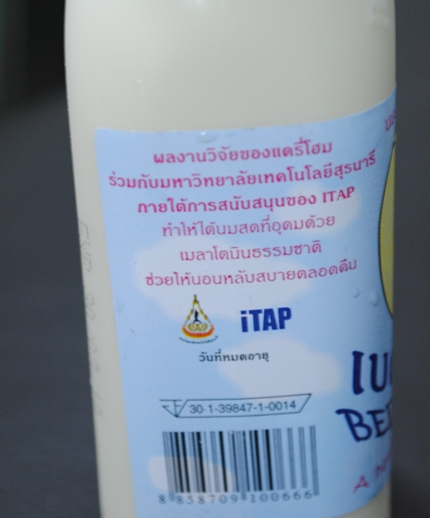 ผลงานวิจัยของแดรี่โฮม
ร่วมกับมหาวิทยาลัยเทคโนโลยีสุรนารี
ภายใต้การสนับสนุนของ ITAP
ทำให้ได้นมสดที่อุดมด้วย
เมลาโตนินธรรมชาติ
ช่วยให้นอนหลับสบายตลอดคืน
iTAP
วันที่หมดอายุ
30-1-39847-1-0014
8 858709 100666